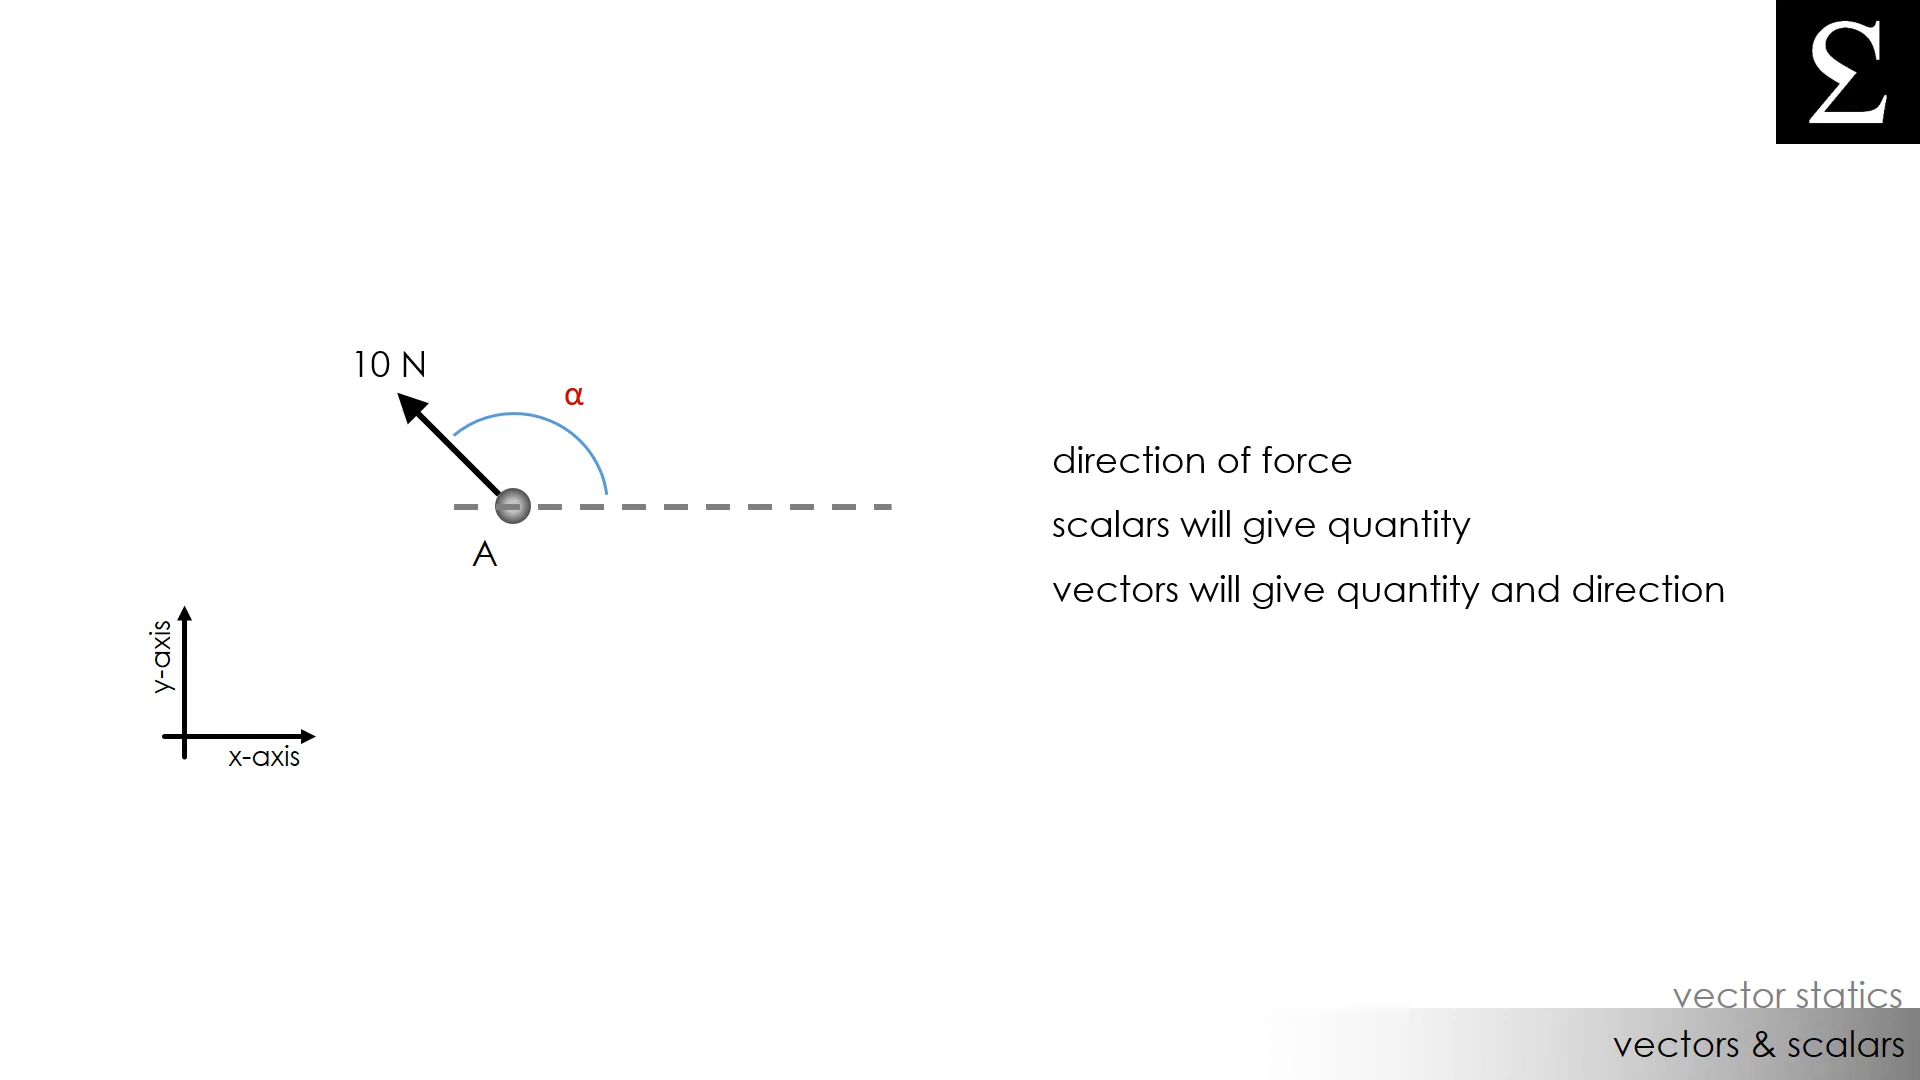 Σ
10 N
α
A
direction of force
scalars will give quantity
vectors will give quantity and direction
y-axis
x-axis
vector statics
vectors & scalars